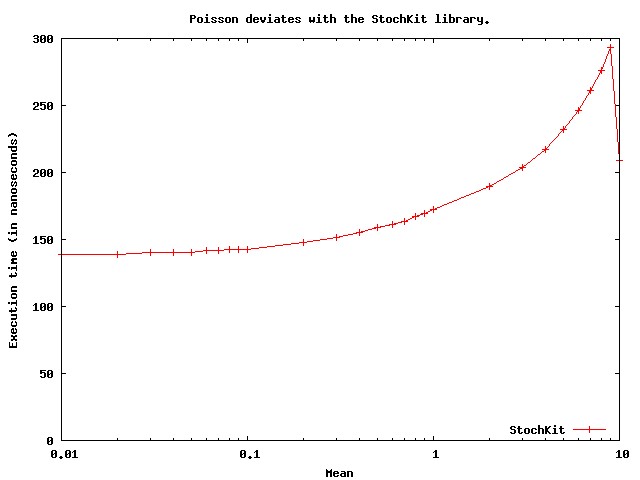 Poisson deviates with the StochKit library.
Execution time (in nanoseconds)
300
250
200
150
100
50
0
StochKit
0.01 0.1 1 10
Mean